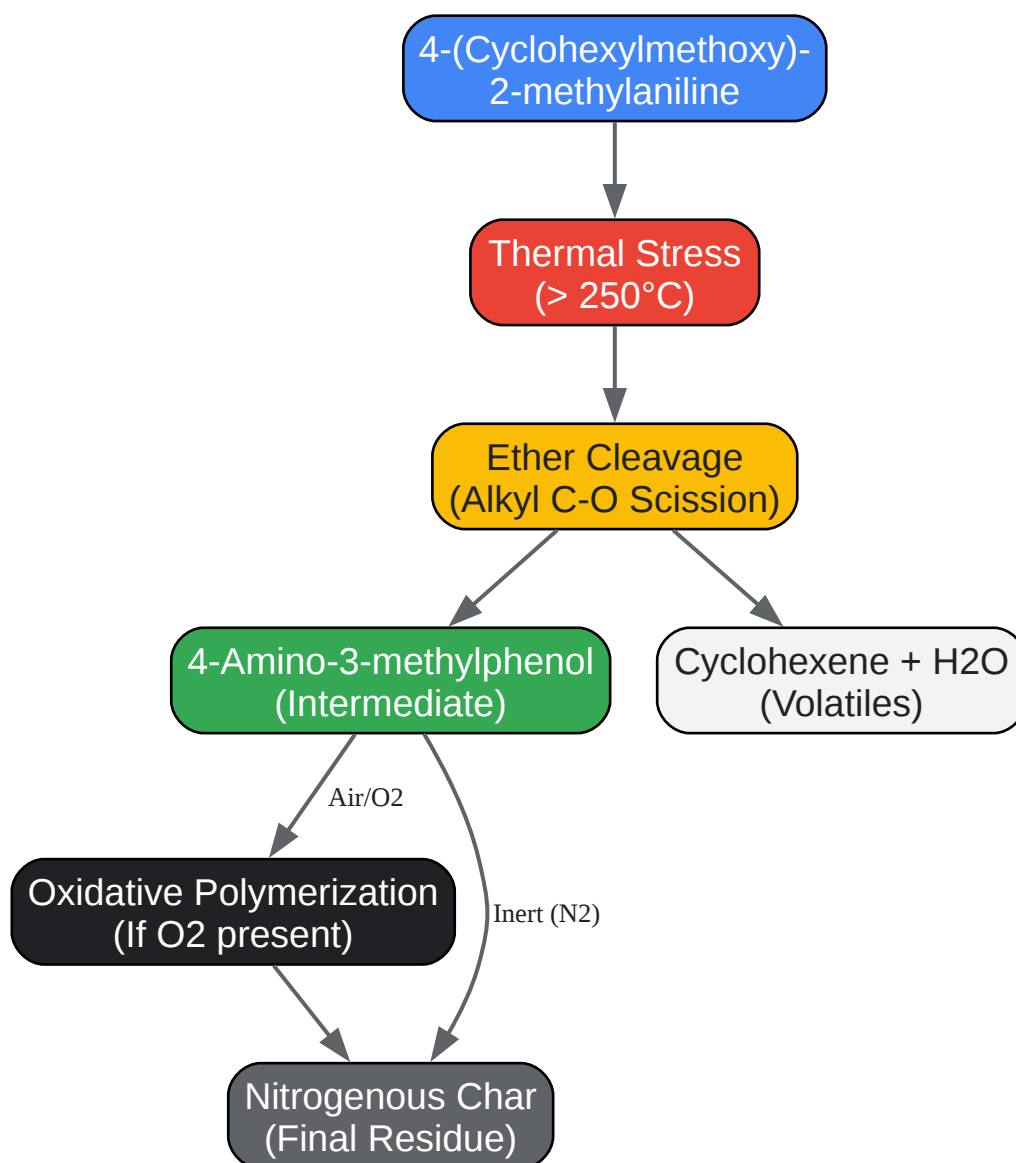 4-(Cyclohexylmethoxy)-
2-methylaniline
Thermal Stress
(> 250°C)
Ether Cleavage
(Alkyl C-O Scission)
4-Amino-3-methylphenol
(Intermediate)
Cyclohexene + H2O
(Volatiles)
Air/O2
Oxidative Polymerization
(If O2 present)
Inert (N2)
Nitrogenous Char
(Final Residue)